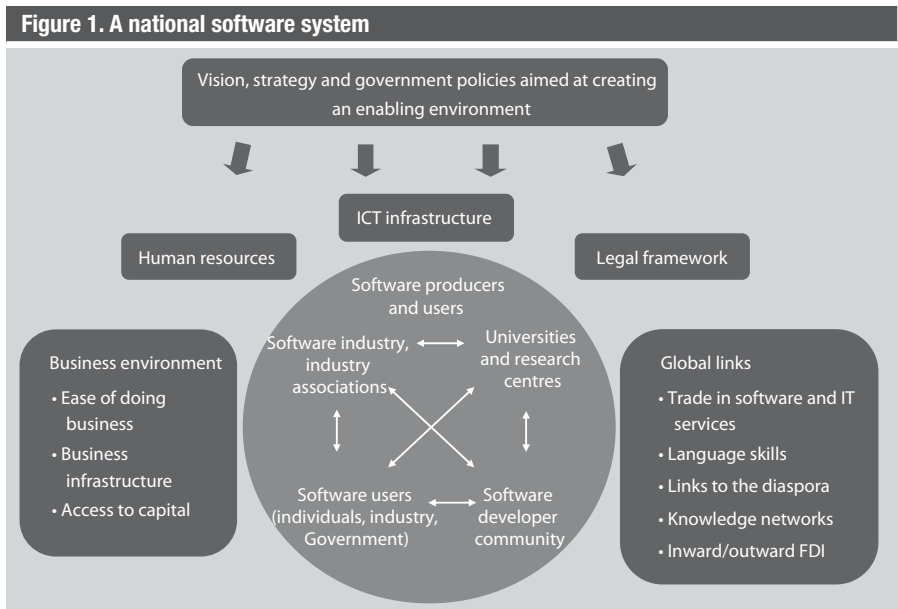 Figure 1. A national software system
Vision, strategy and government policies aimed at creating
an enabling environment
ICT infrastructure
Human resources
Legal framework
Software producers
and users
Software industry,
industry
associations
Universities
and research
centres
Software users
(individuals, industry,
Government)
Software
developer
community
Business environment
• Ease of doing
business
• Business
infrastructure
• Access to capital
Global links
• Trade in software and IT
services
• Language skills
• Links to the diaspora
• Knowledge networks
• Inward/outward FDI